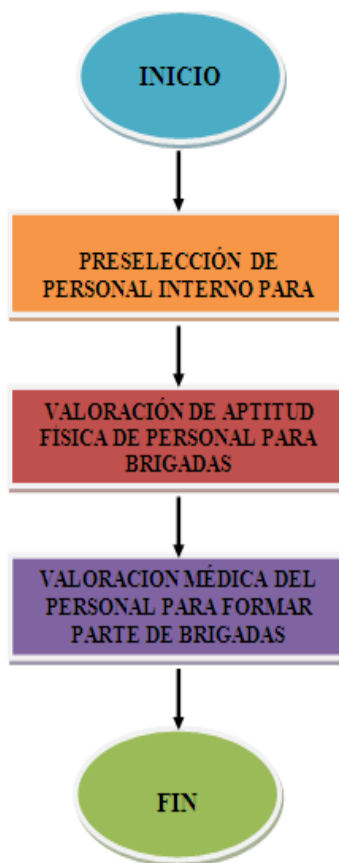 INICIO
PRESELECCIÓN DE
PERSONAL INTERNO PARA
VALORACIÓN DE APTITUD
FÍSICA DE PERSONAL PARA
BRIGADAS
VALORACION MÉDICA DEL
PERSONAL PARA FORMAR
PARTE DE BRIGADAS
FIN